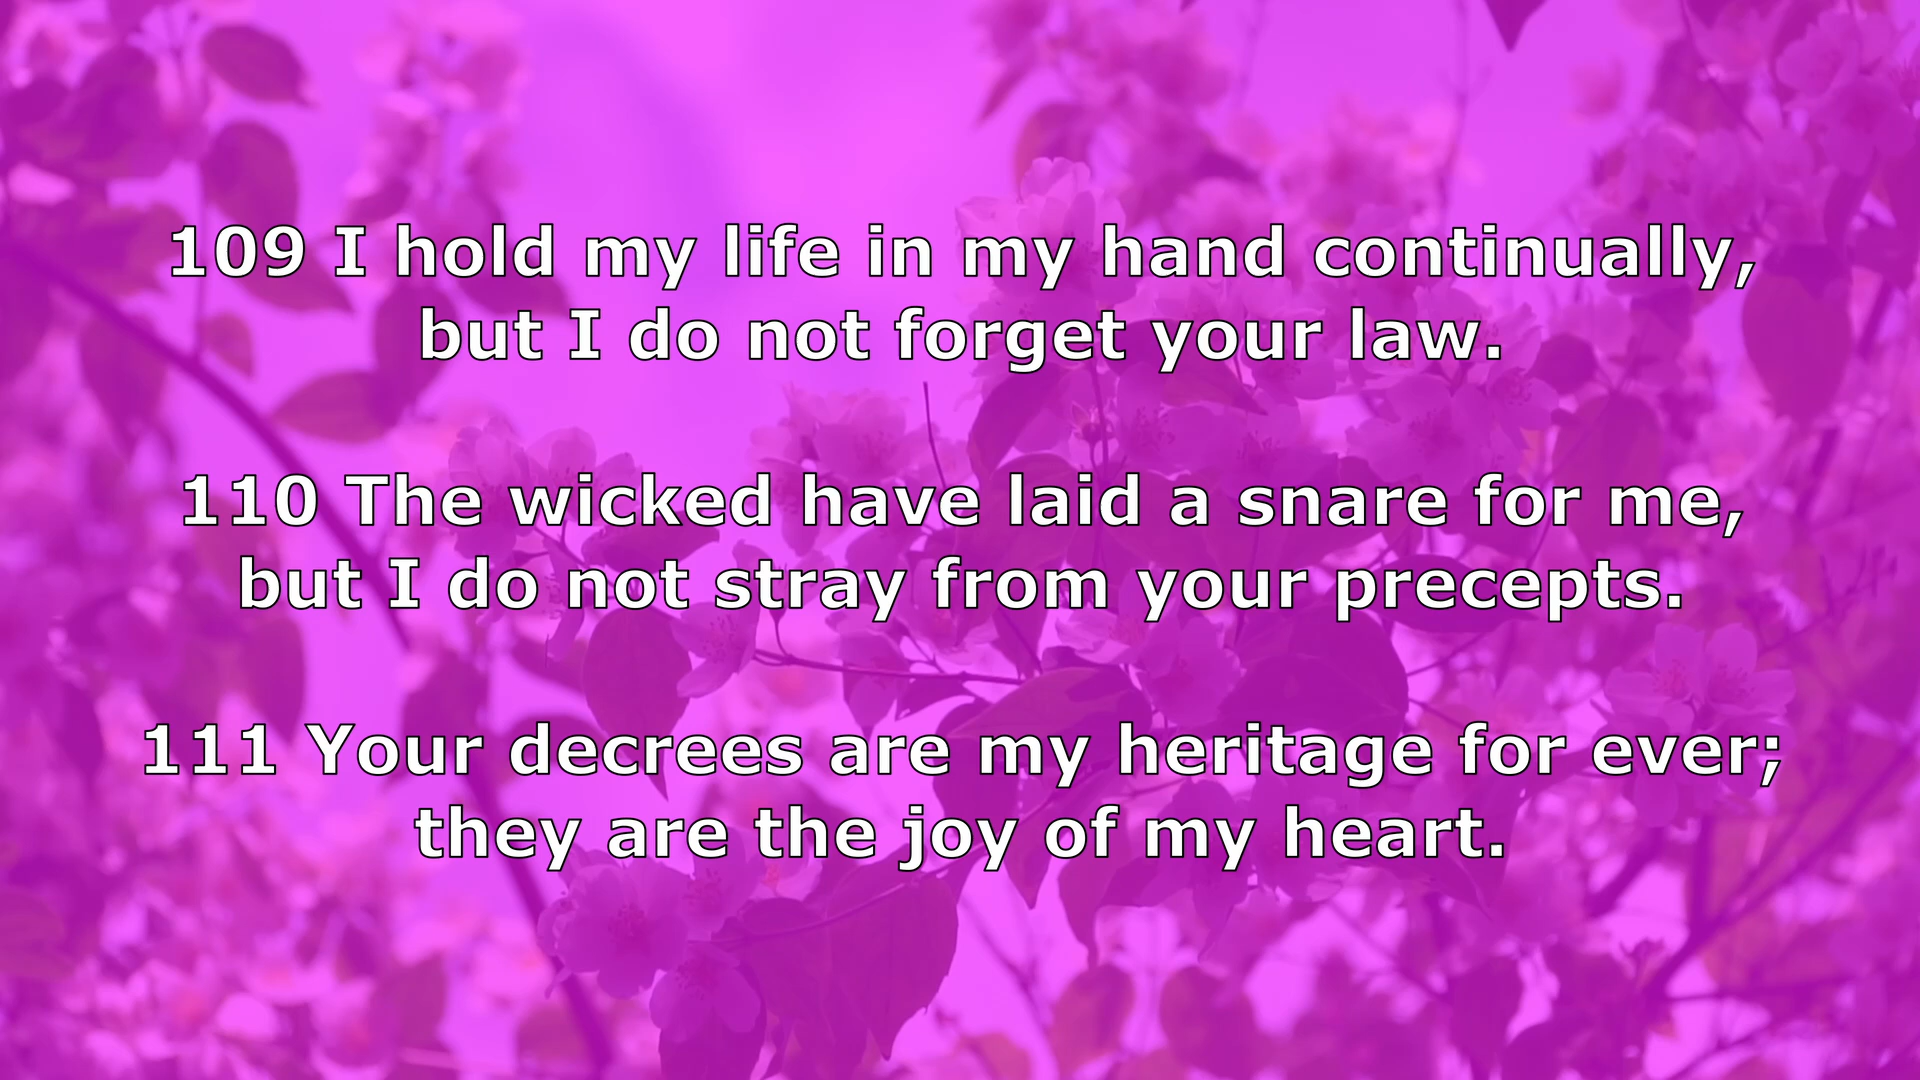 109 I hold my life in my hand continually,
but I do not forget your law.
110 The wicked have laid a snare for me,
but I do not stray from your precepts.
111 Your decrees are my heritage for ever;
they are the joy of my heart.